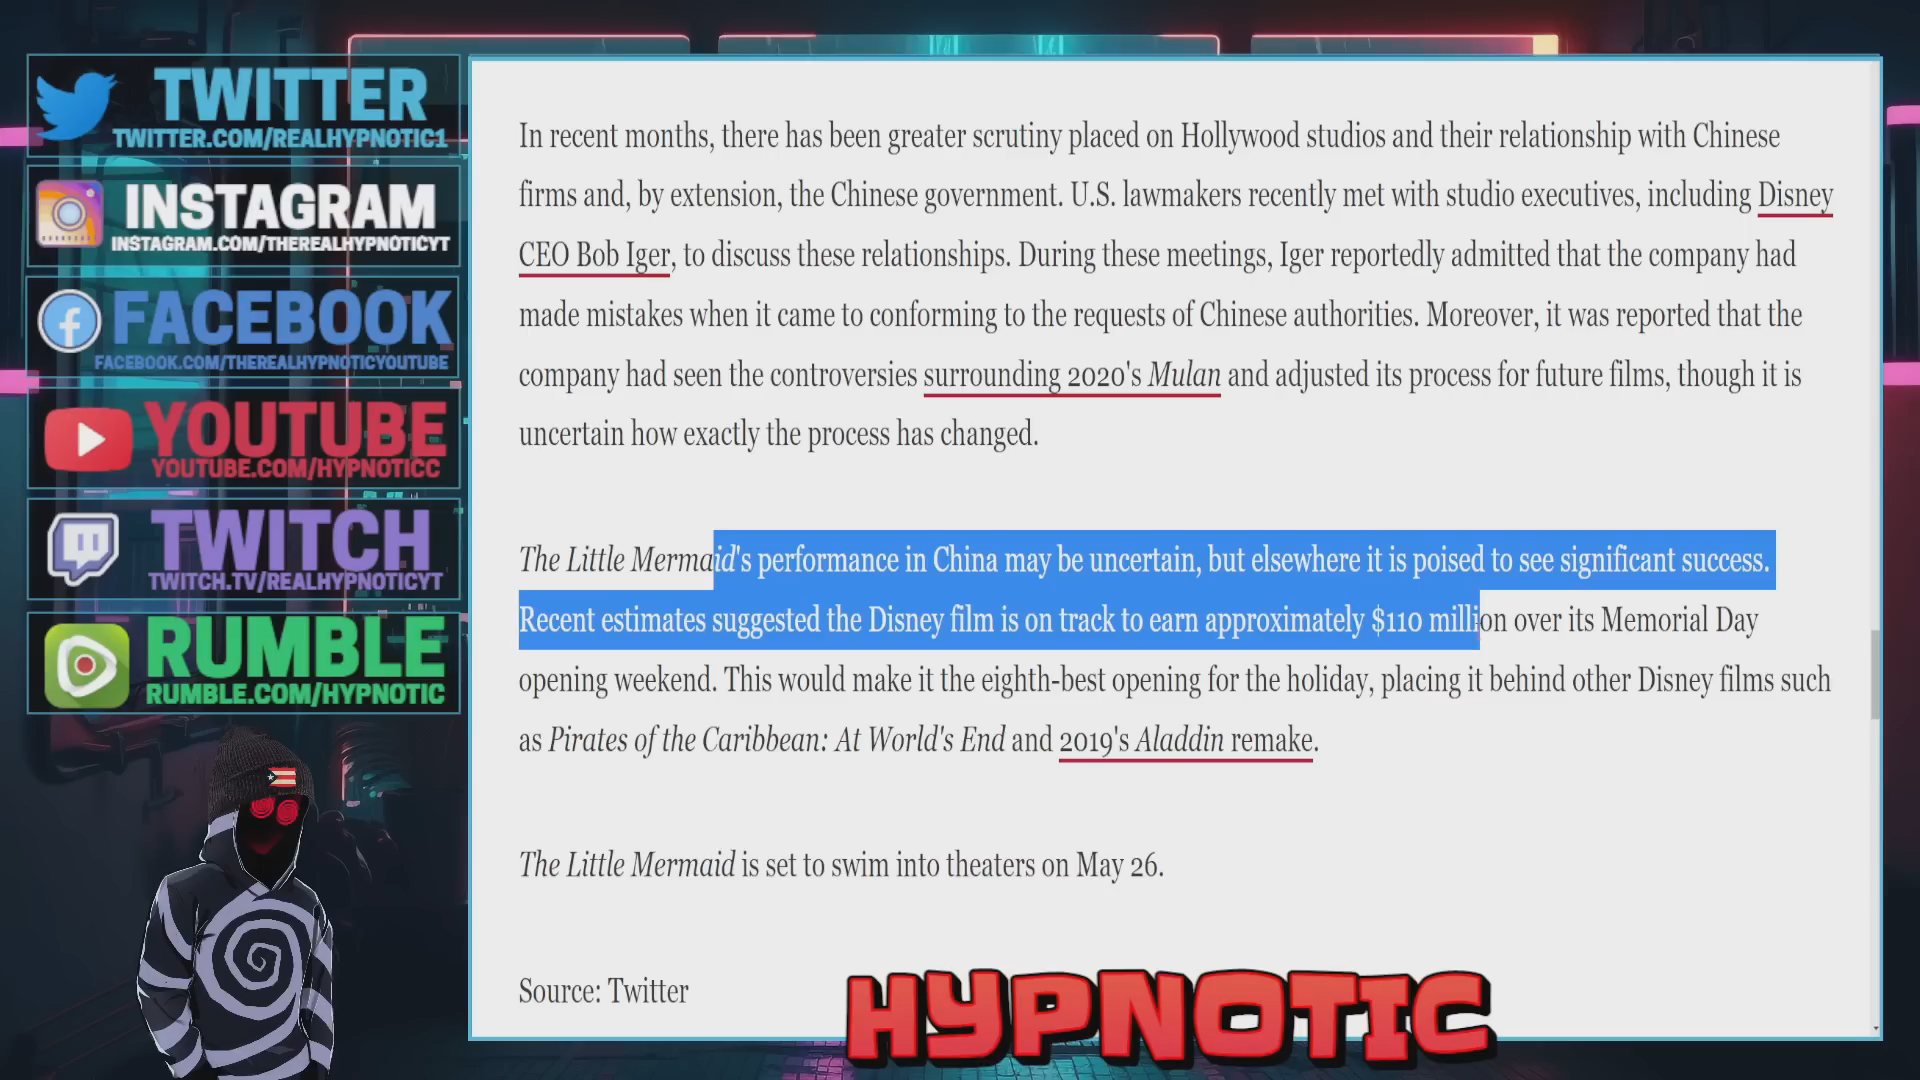 TWITTER
TWITTER.COM/REALHYPNOTIC1
INSTAGRAM
INSTAGRAM.COM/THEREALHYPNOTICYT
FACEBOOK
FACEBOOK.COM/THEREALHYPNOTICYOUTUBE
YOUTUBE
YOUTUBE.COM/HYPNOTICC
TWITCH
TWITCH.TV/REALHYPNOTICYT
RUMBLE
RUMBLE.COM/HYPNOTIC
In recent months, there has been greater scrutiny placed on Hollywood studios and their relationship with Chinese
firms and, by extension, the Chinese government. U.S. lawmakers recently met with studio executives, including Disney
CEO Bob Iger, to discuss these relationships. During these meetings, Iger reportedly admitted that the company had
made mistakes when it came to conforming to the requests of Chinese authorities. Moreover, it was reported that the
company had seen the controversies surrounding 2020's Mulan and adjusted its process for future films, though it is
uncertain how exactly the process has changed.
The Little Mermaid's performance in China may be uncertain, but elsewhere it is poised to see significant success.
Recent estimates suggested the Disney film is on track to earn approximately $110 million over its Memorial Day
opening weekend. This would make it the eighth-best opening for the holiday, placing it behind other Disney films such
as Pirates of the Caribbean: At World's End and 2019's Aladdin remake.
The Little Mermaid is set to swim into theaters on May 26.
Source: Twitter
HYPNOTIC